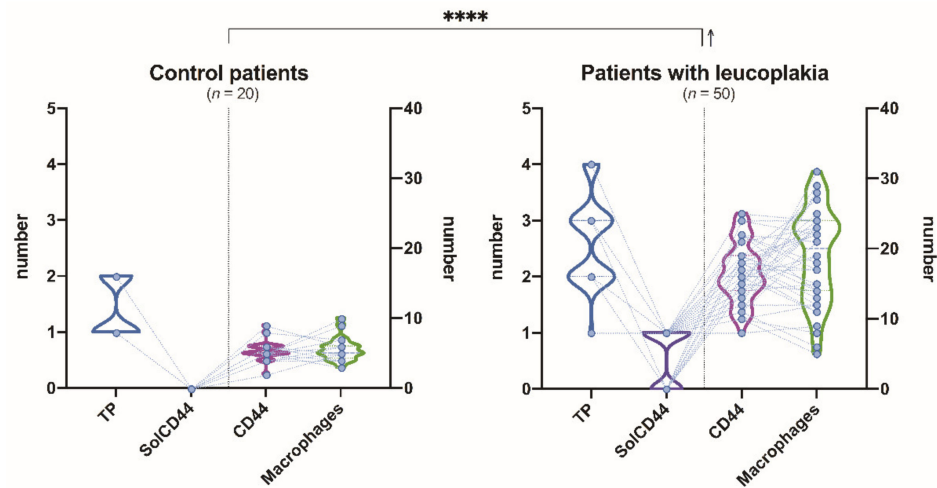 ****
Control patients
(n = 20)
5
4
3
2
1
0
number
40
30
20
10
0
number
TP
SolCD44
CD44
Macrophages
Patients with leucoplakia
(n = 50)
5
4
3
2
1
0
number
40
30
20
10
0
number
TP
SolCD44
CD44
Macrophages